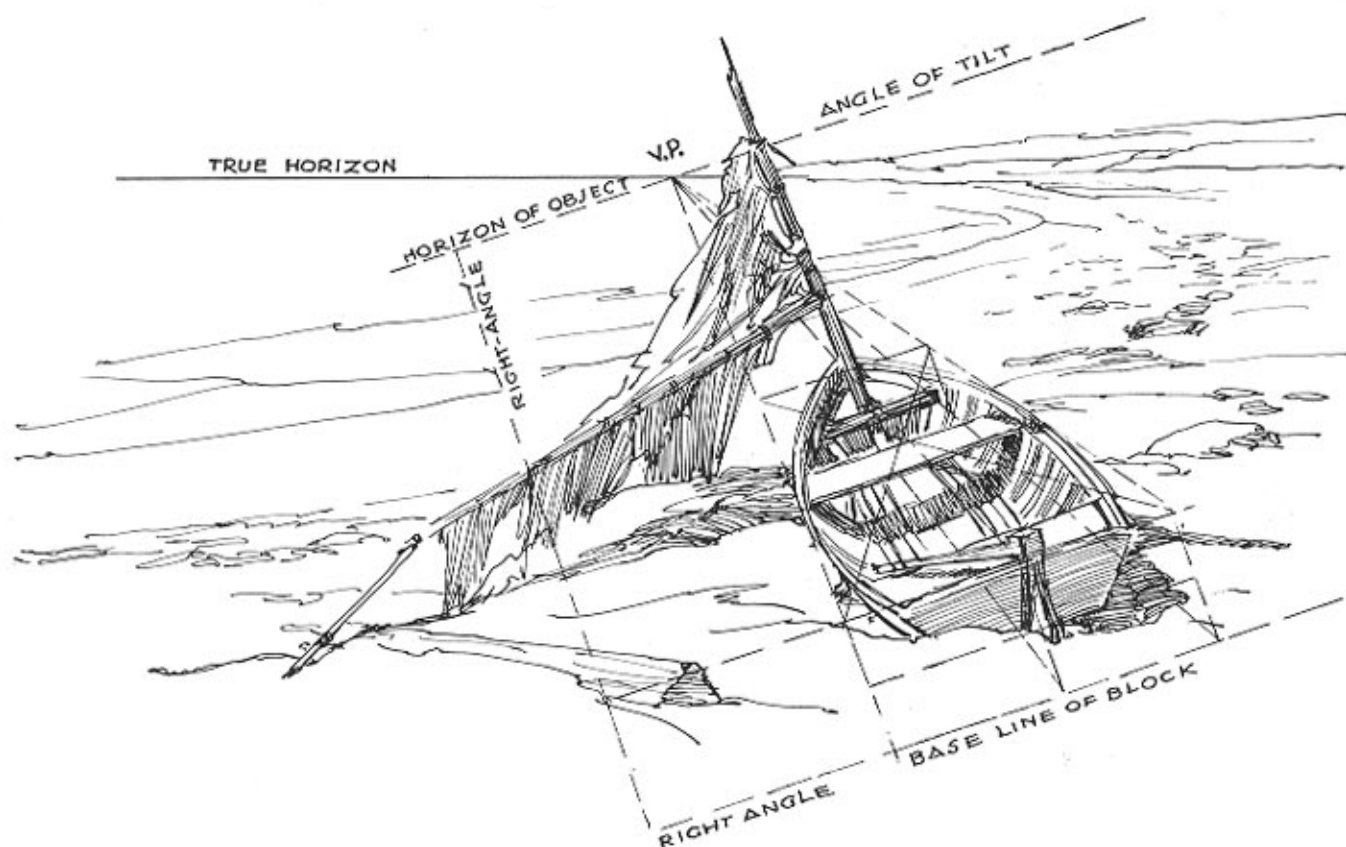 ANGLE OF TILT
V.P.
TRUE HORIZON
HORIZON OF OBJECT
RIGHT-ANGLE
BASE LINE OF BLOCK
RIGHT ANGLE